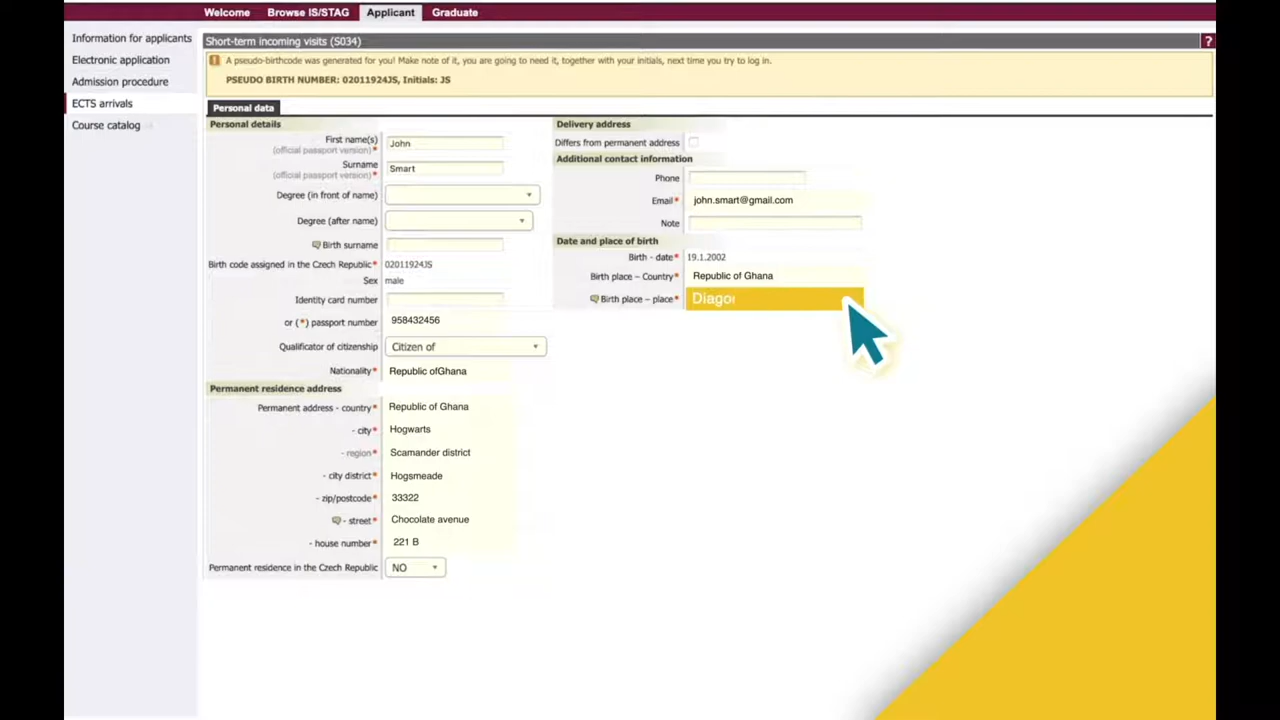 Welcome Browse IS/STAG Applicant Graduate
Information for applicants
Electronic application
Admission procedure
ECTS arrivals
Course catalog
Short-term incoming visits (S034) ?
A pseudo-birthcode was generated for you! Make note of it, you are going to need it, together with your initials, next time you try to log in.
PSEUDO BIRTH NUMBER: 02011924JS, Initials: JS
Personal data
Personal details
First name(s) John
(official passport version)*
Surname Smart
(official passport version)*
Degree (in front of name)
Degree (after name)
Birth surname
Birth code assigned in the Czech Republic* 02011924JS
Sex male
Identity card number
or (*) passport number 958432456
Qualificator of citizenship Citizen of
Nationality* Republic ofGhana
Permanent residence address
Permanent address - country* Republic of Ghana
- city* Hogwarts
- region* Scamander district
- city district* Hogsmeade
- zip/postcode* 33322
- street* Chocolate avenue
- house number* 221 B
Permanent residence in the Czech Republic NO
Delivery address
Differs from permanent address
Additional contact information
Phone
Email* john.smart@gmail.com
Note
Date and place of birth
Birth - date* 19.1.2002
Birth place – Country* Republic of Ghana
Birth place – place* Diago